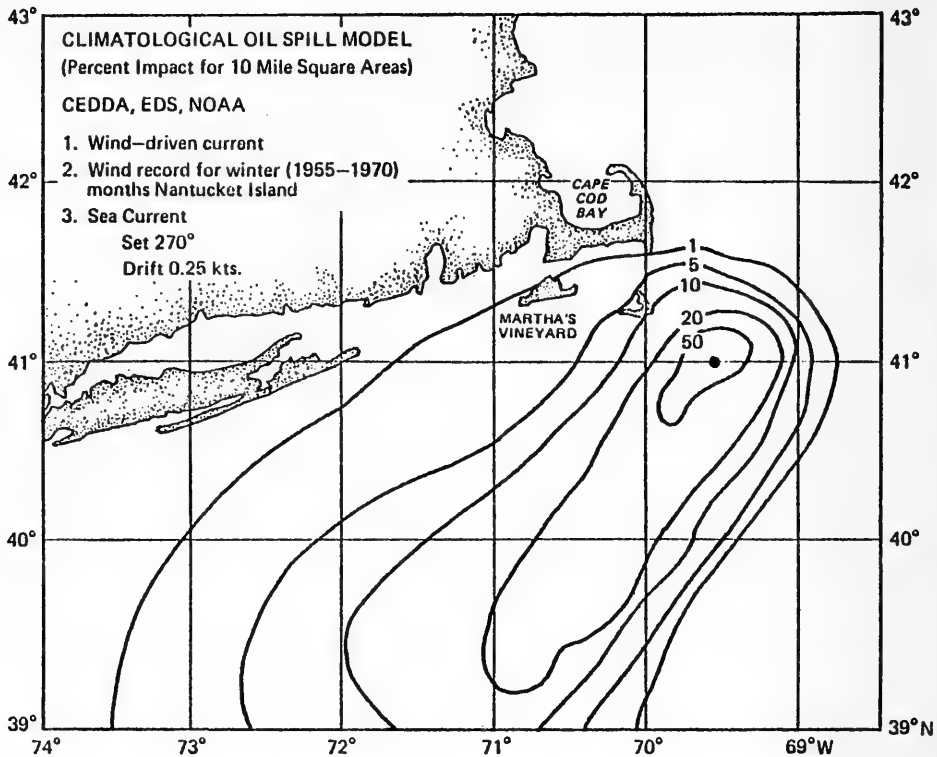 CLIMATOLOGICAL OIL SPILL MODEL
(Percent Impact for 10 Mile Square Areas)
CEDDA, EDS, NOAA
1. Wind–driven current
2. Wind record for winter (1955–1970)
months Nantucket Island
3. Sea Current
Set 270°
Drift 0.25 kts.
43°
43°
42°
42°
CAPE
COD
BAY
1
5
10
20
50
MARTHA'S
VINEYARD
41°
41°
40°
40°
39°
39°N
74°
73°
72°
71°
70°
69°W